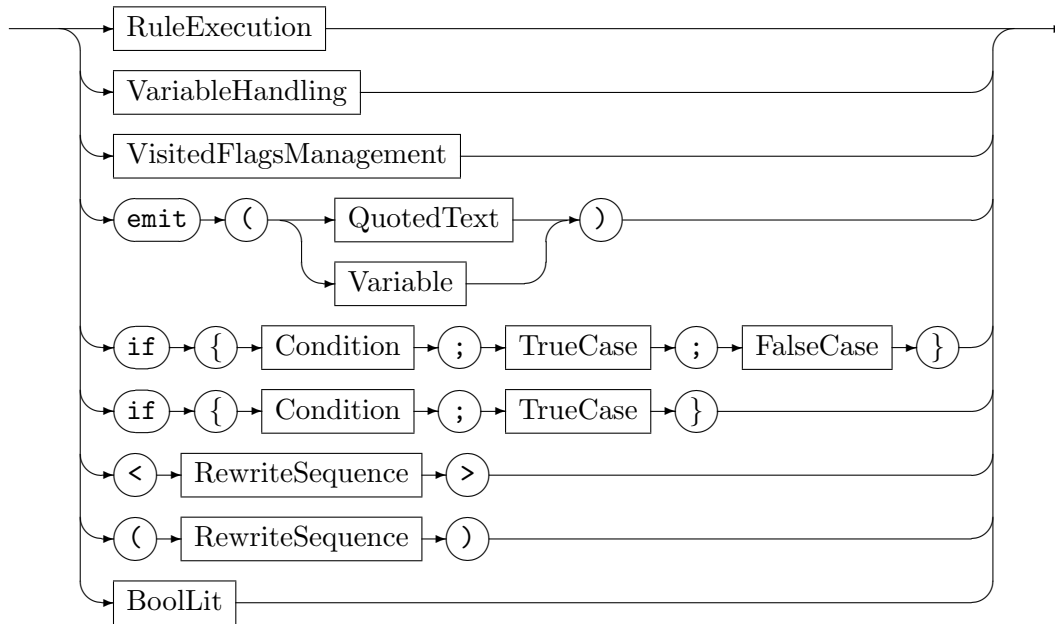 RuleExecution
VariableHandling
VisitedFlagsManagement
emit ( QuotedText )
Variable
if { Condition ; TrueCase ; FalseCase }
if { Condition ; TrueCase }
< RewriteSequence >
( RewriteSequence )
BoolLit